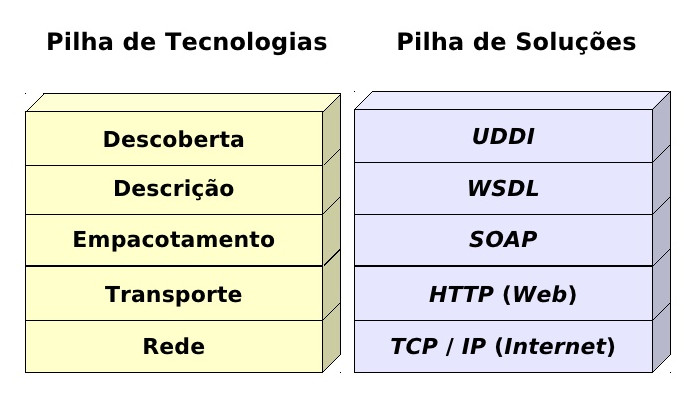 Pilha de Tecnologias
Descoberta
Descrição
Empacotamento
Transporte
Rede
Pilha de Soluções
UDDI
WSDL
SOAP
HTTP (Web)
TCP / IP (Internet)